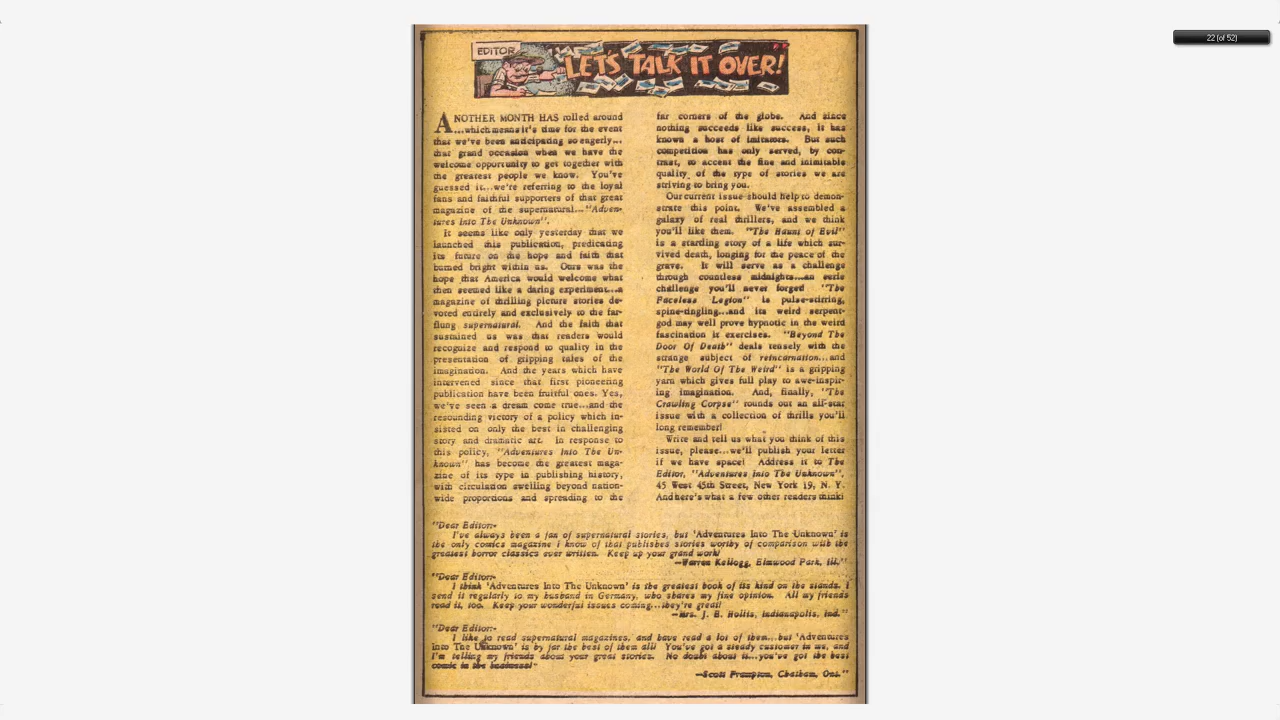 22 (of 52)
EDITOR
LET'S TALK IT OVER!
ANOTHER MONTH HAS rolled around
...which means it's time for the event
that we've been anticipating so eagerly...
that grand occasion when we have the
welcome opportunity to get together with
the greatest people we know. You've
guessed it...we're referring to the loyal
fans and faithful supporters of that great
magazine of the supernatural..."Adven-
tures Into The Unknown".
It seems like only yesterday that we
launched this publication, predicating
its future on the hope and faith that
burned bright within us. Ours was the
hope that America would welcome what
then seemed like a daring experiment...a
magazine of thrilling picture stories de-
voted entirely and exclusively to the far-
flung supernatural. And the faith that
sustained us was that readers would
recognize and respond to quality in the
presentation of gripping tales of the
imagination. And the years which have
intervened since that first pioneering
publication have been fruitful ones. Yes,
we've seen a dream come true...and the
resounding victory of a policy which in-
sisted on only the best in challenging
story and dramatic art. In response to
this policy, "Adventures Into The Un-
known" has become the greatest maga-
zine of its type in publishing history,
with circulation swelling beyond nation-
wide proportions and spreading to the
far corners of the globe. And since
nothing succeeds like success, it has
known a host of imitators. But such
competition has only served, by con-
trast, to accent the fine and inimitable
quality of the type of stories we are
striving to bring you.
Our current issue should help to demon-
strate this point. We've assembled a
galaxy of real thrillers, and we think
you'll like them. "The Haunt of Evil"
is a startling story of a life which sur-
vived death, longing for the peace of the
grave. It will serve as a challenge
through countless midnights...an eerie
challenge you'll never forged "The
Faceless Legion" is pulse-stirring,
spine-tingling...and its weird serpent-
god may well prove hypnotic in the weird
fascination it exercises. "Beyond The
Door Of Death" deals tensely with the
strange subject of reincarnation...and
"The World Of The Weird" is a gripping
yarn which gives full play to awe-inspir-
ing imagination. And, finally, "The
Crawling Corpse" rounds out an all-star
issue with a collection of thrills you'll
long remember!
Write and tell us what you think of this
issue, please...we'll publish your letter
if we have space! Address it to The
Editor, "Adventures Into The Unknown",
45 West 45th Street, New York 19, N. Y.
And here's what a few other readers think:
"Dear Editor:-
I've always been a fan of supernatural stories, but 'Adventures Into The Unknown' is
the only comics magazine I know of that publishes stories worthy of comparison with the
greatest horror classics ever written. Keep up your grand work!
—Warren Kellogg, Elmwood Park, Ill."
"Dear Editor:-
I think 'Adventures Into The Unknown' is the greatest book of its kind on the stands. I
send it regularly to my husband in Germany, who shares my fine opinion. All my friends
read it, too. Keep your wonderful issues coming...they're great!
—Mrs. J. B. Hollis, Indianapolis, Ind."
"Dear Editor:-
I like to read supernatural magazines, and have read a lot of them...but 'Adventures
Into The Unknown' is by far the best of them all! You've got a steady customer in me, and
I'm telling my friends about your great stories. No doubt about it...you've got the best
comic in the business!"
—Scott Frampton, Chatham, Ont."